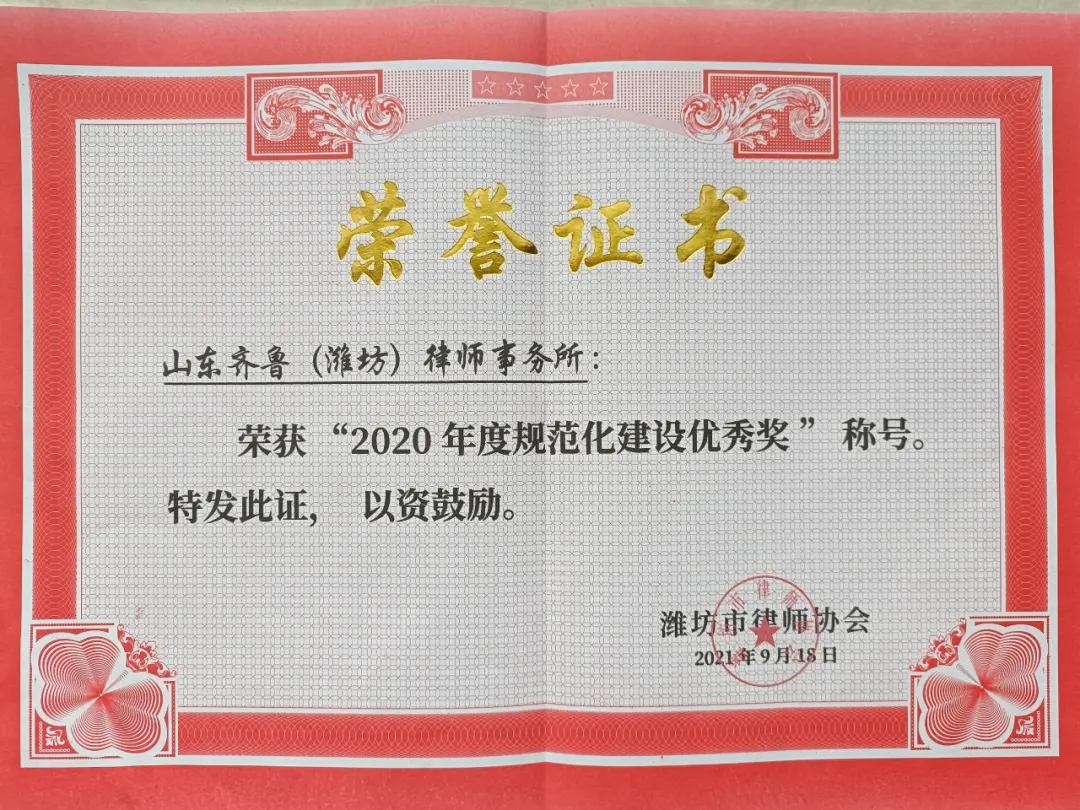 荣誉证书
山东齐鲁（潍坊）律师事务所：
荣获“2020年度规范化建设优秀奖”称号。
特发此证，以资鼓励。
潍坊市律师协会
2021年9月18日